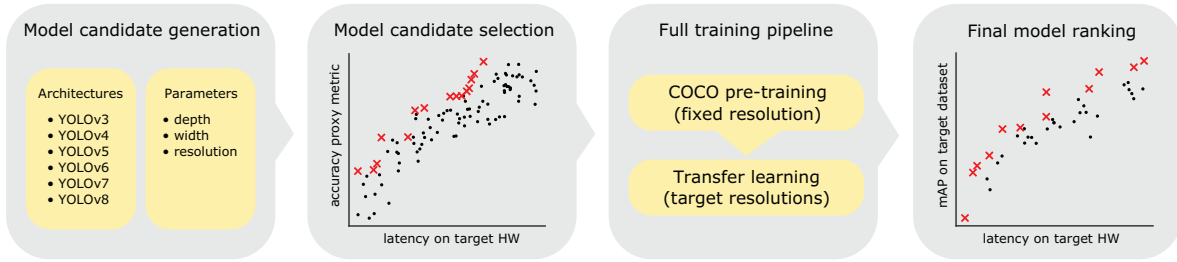 Model candidate generation
Architectures
• YOLOv3
• YOLOv4
• YOLOv5
• YOLOv6
• YOLOv7
• YOLOv8
Parameters
• depth
• width
• resolution
Model candidate selection
accuracy proxy metric
latency on target HW
Full training pipeline
COCO pre-training
(fixed resolution)
Transfer learning
(target resolutions)
Final model ranking
mAP on target dataset
latency on target HW